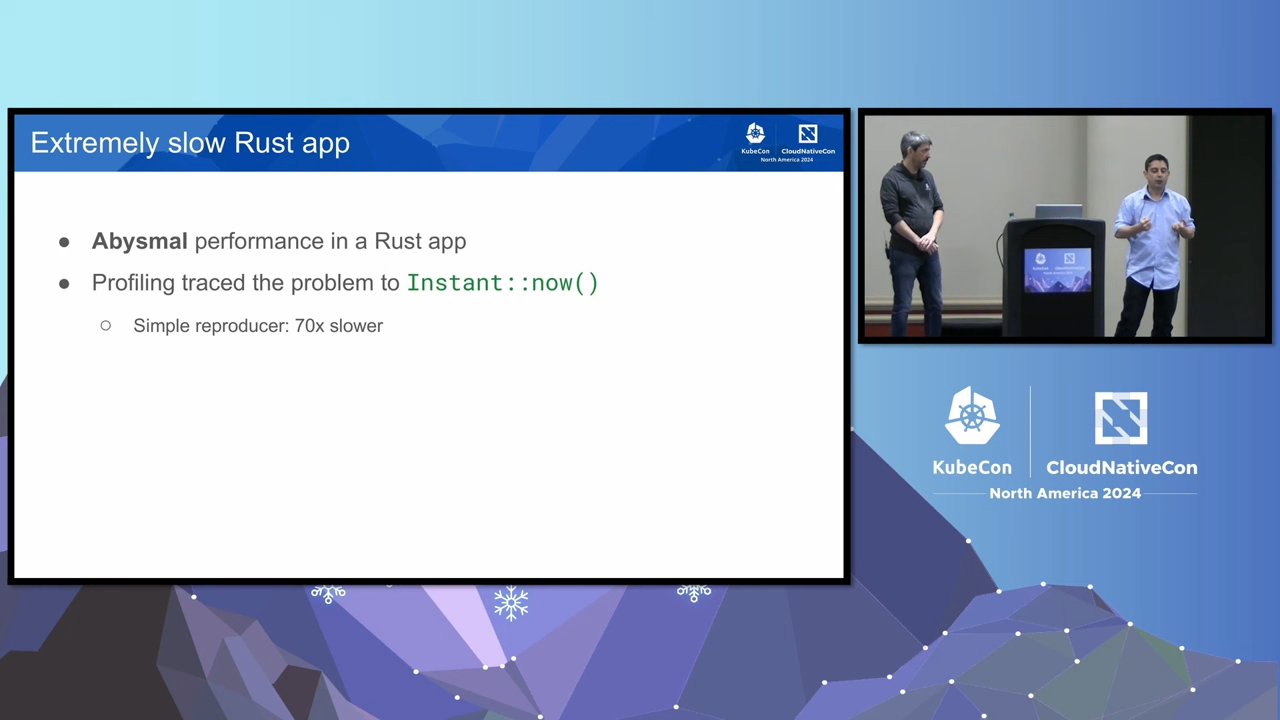 Extremely slow Rust app
KubeCon
CloudNativeCon
North America 2024
● Abysmal performance in a Rust app
● Profiling traced the problem to Instant::now()
○ Simple reproducer: 70x slower
KubeCon
CloudNativeCon
North America 2024